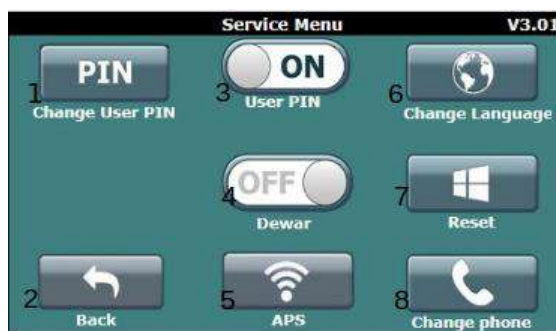 Service Menu V3.01
PIN ON
1 3 6
Change User PIN User PIN Change Language
OFF
4 7
Dewar Reset
2 5 8
Back APS Change phone